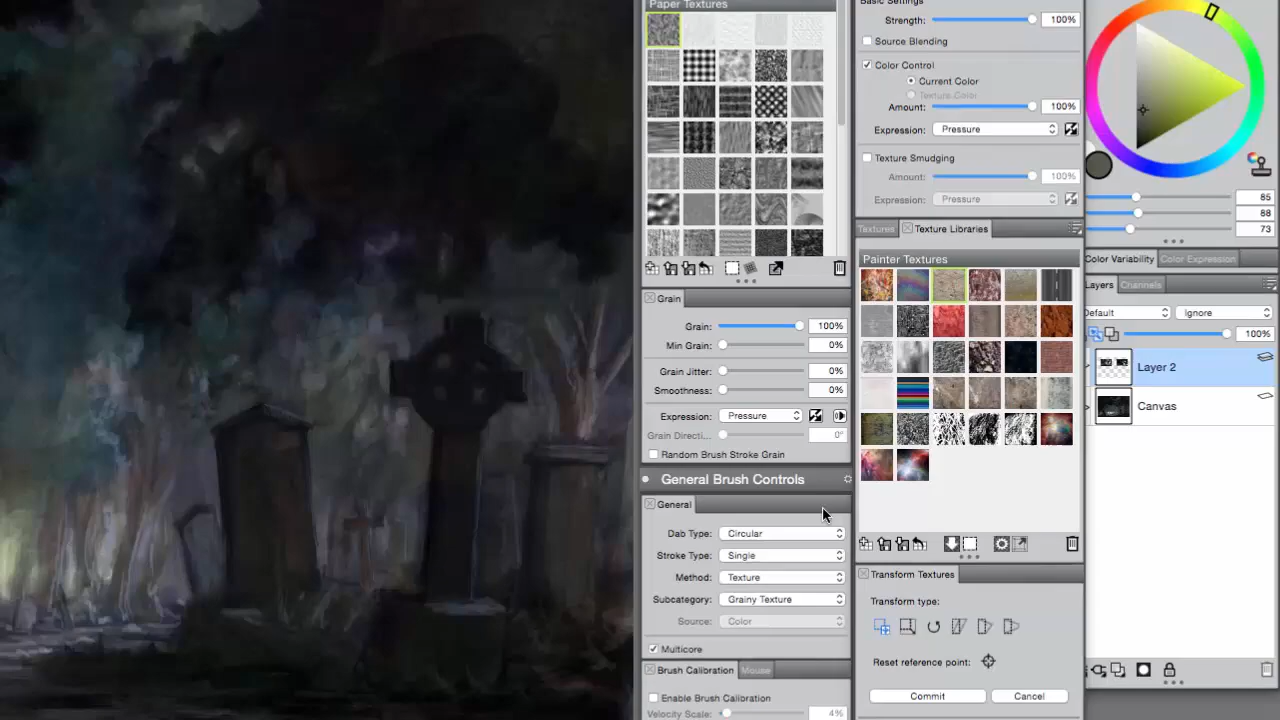 Paper Textures
Grain
Grain: 100%
Min Grain: 0%
Grain Jitter: 0%
Smoothness: 0%
Expression: Pressure
Grain Directi... 0°
Random Brush Stroke Grain
General Brush Controls
General
Dab Type: Circular
Stroke Type: Single
Method: Texture
Subcategory: Grainy Texture
Source: Color
Multicore
Brush Calibration Mouse
Enable Brush Calibration
Velocity Scale: 4%
Basic Settings
Strength: 100%
Source Blending
Color Control
Current Color
Texture Color
Amount: 100%
Expression: Pressure
Texture Smudging
Amount: 100%
Expression: Pressure
Textures Texture Libraries
Painter Textures
Transform Textures
Transform type:
Reset reference point:
Commit Cancel
85
88
73
Color Variability Color Expression
Layers Channels
Default Ignore
100%
Layer 2
Canvas